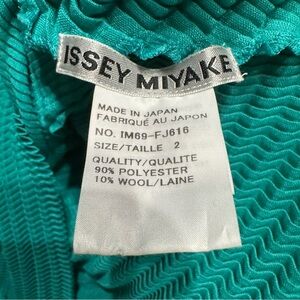 ISSEY MIYAKE
MADE IN JAPAN
FABRIQUÉ AU JAPON
NO. IM69-FJ616
SIZE/TAILLE 2
QUALITY/QUALITE
90% POLYESTER
10% WOOL/LAINE